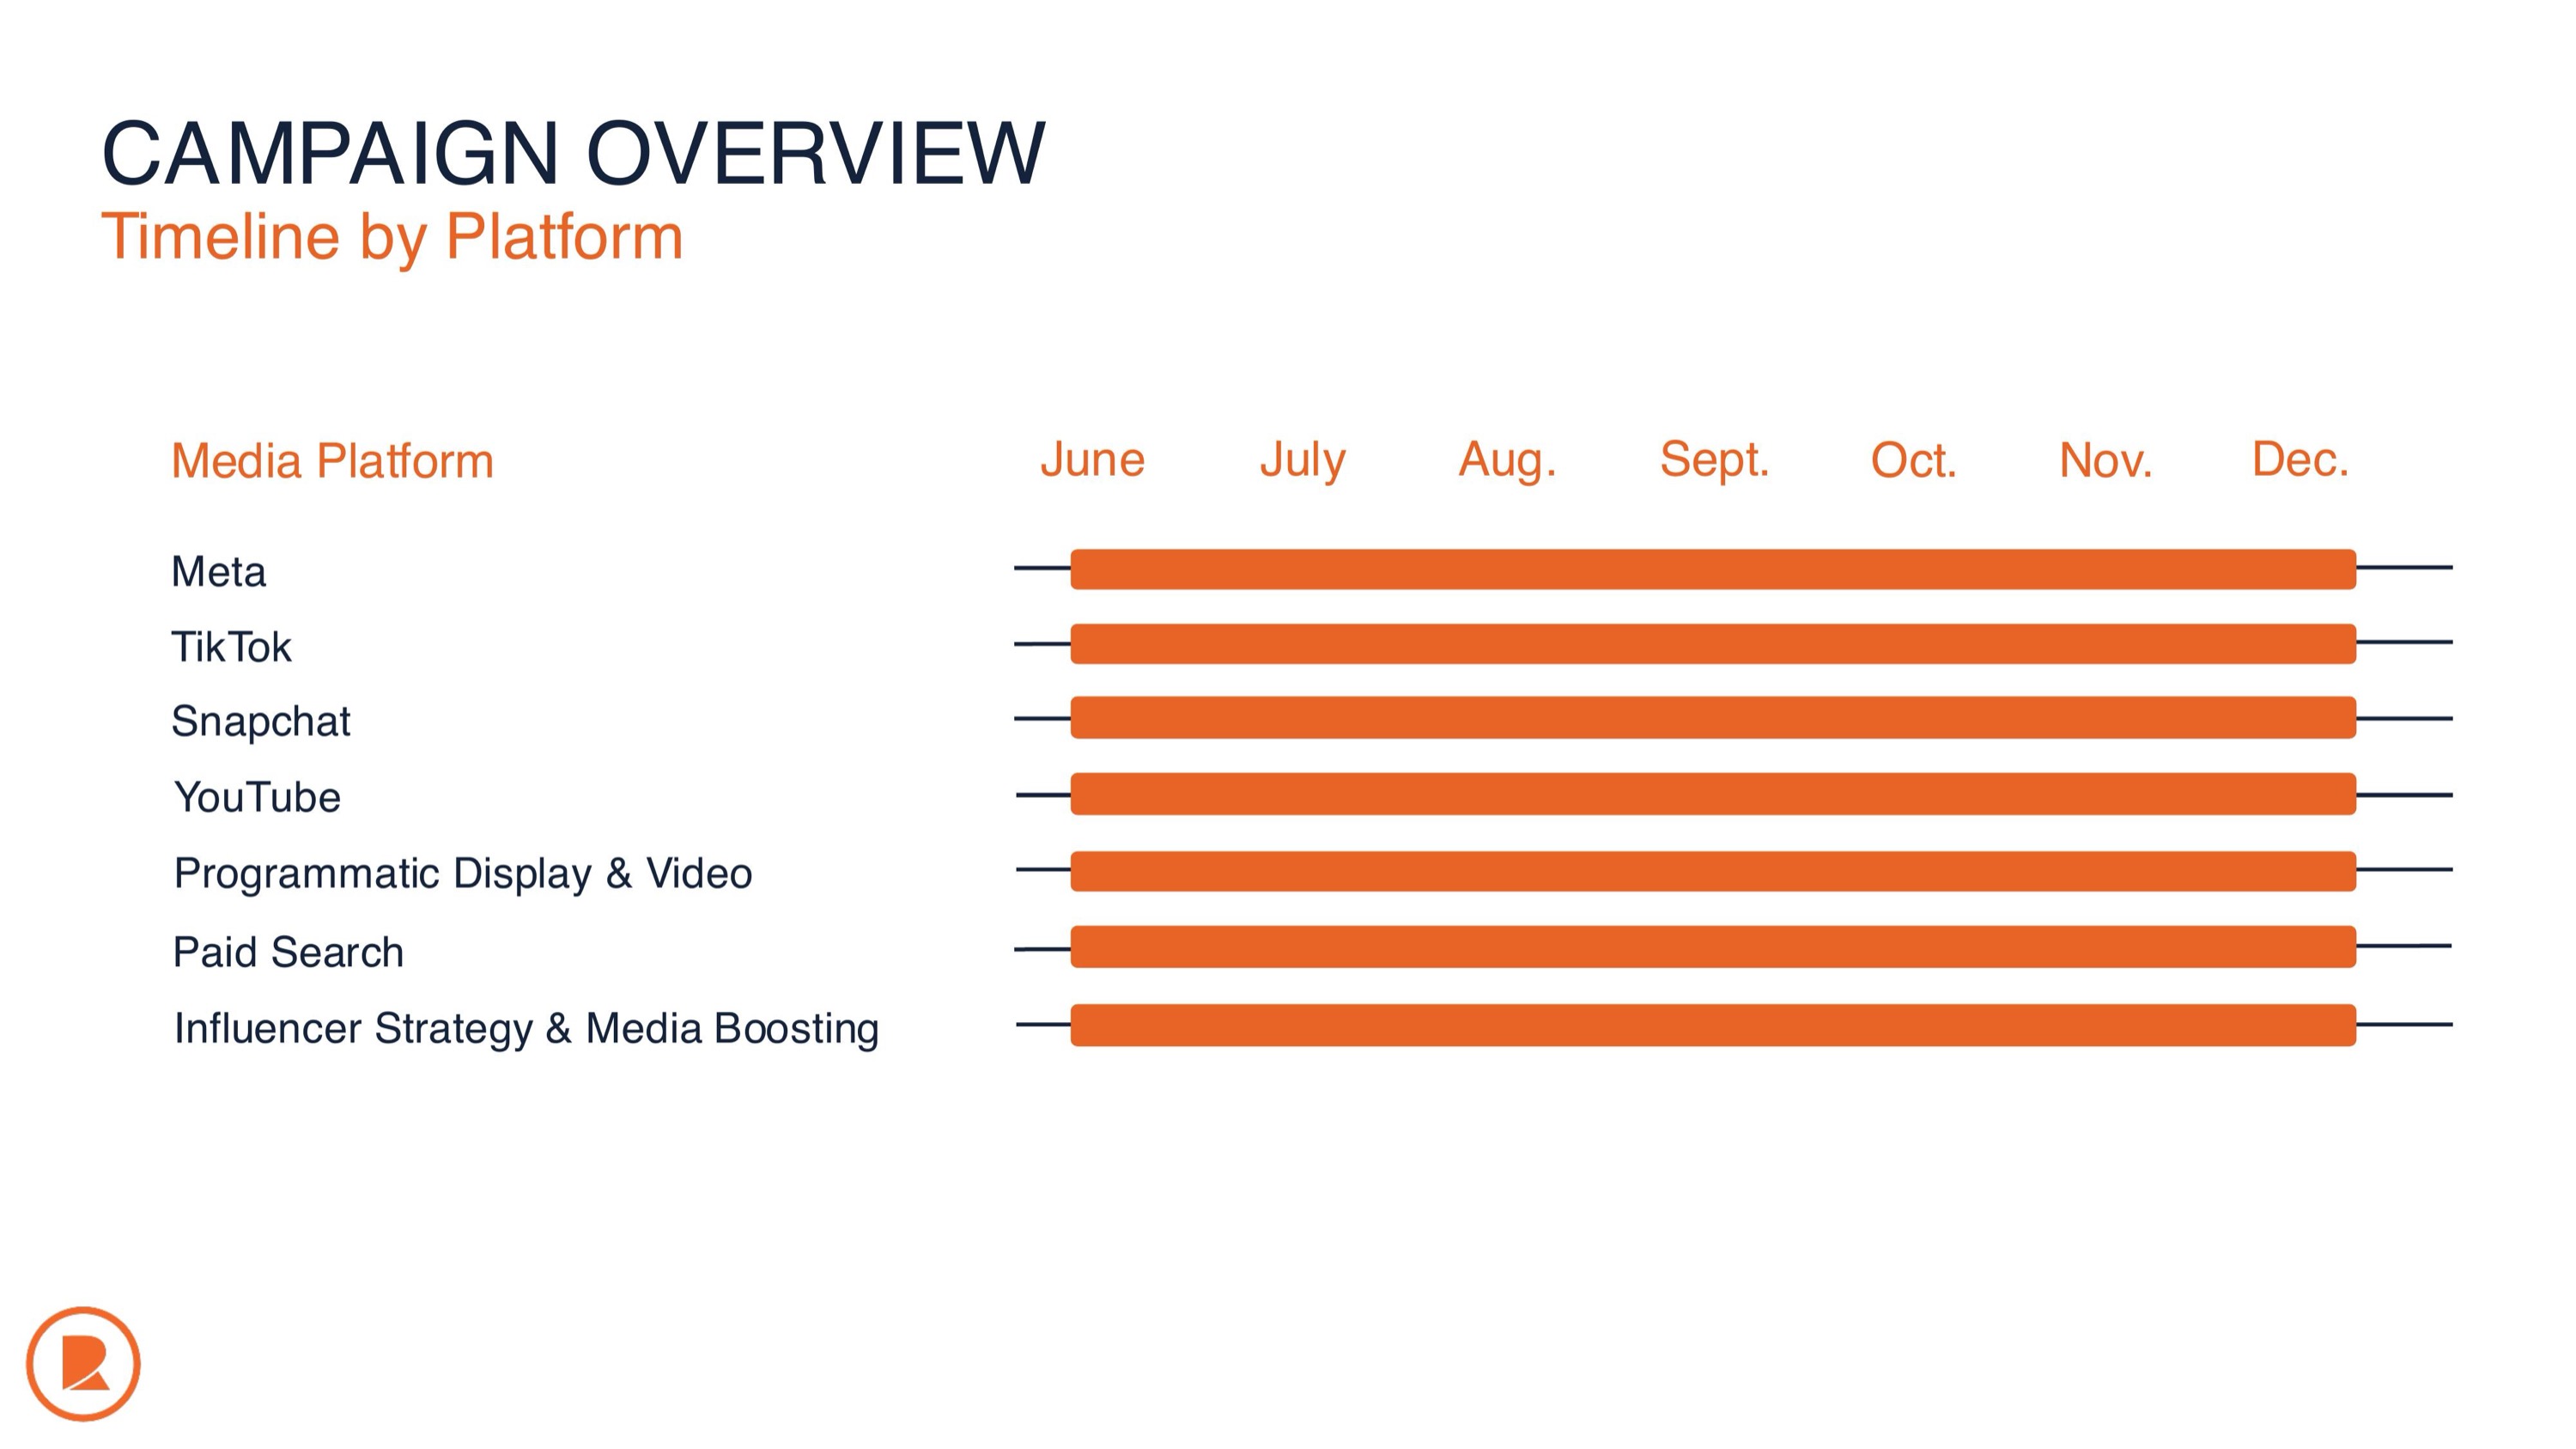 CAMPAIGN OVERVIEW
Timeline by Platform
Media Platform June July Aug. Sept. Oct. Nov. Dec.
Meta
TikTok
Snapchat
YouTube
Programmatic Display & Video
Paid Search
Influencer Strategy & Media Boosting
R